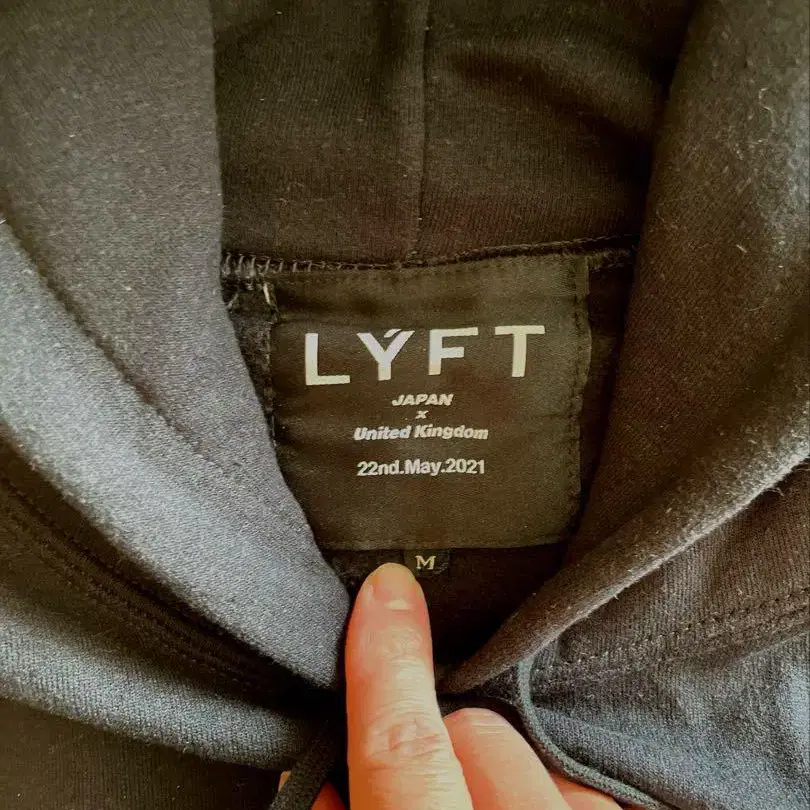 LÝFT
JAPAN
x
United Kingdom
22nd.May.2021
M